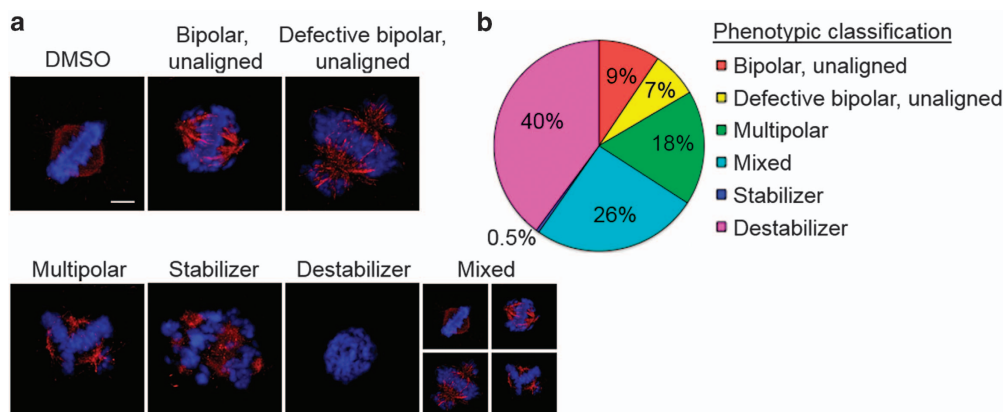 a
DMSO
Bipolar,
unaligned
Defective bipolar,
unaligned
Multipolar
Stabilizer
Destabilizer
Mixed
b
9%
7%
18%
26%
0.5%
40%
Phenotypic classification
Bipolar, unaligned
Defective bipolar, unaligned
Multipolar
Mixed
Stabilizer
Destabilizer